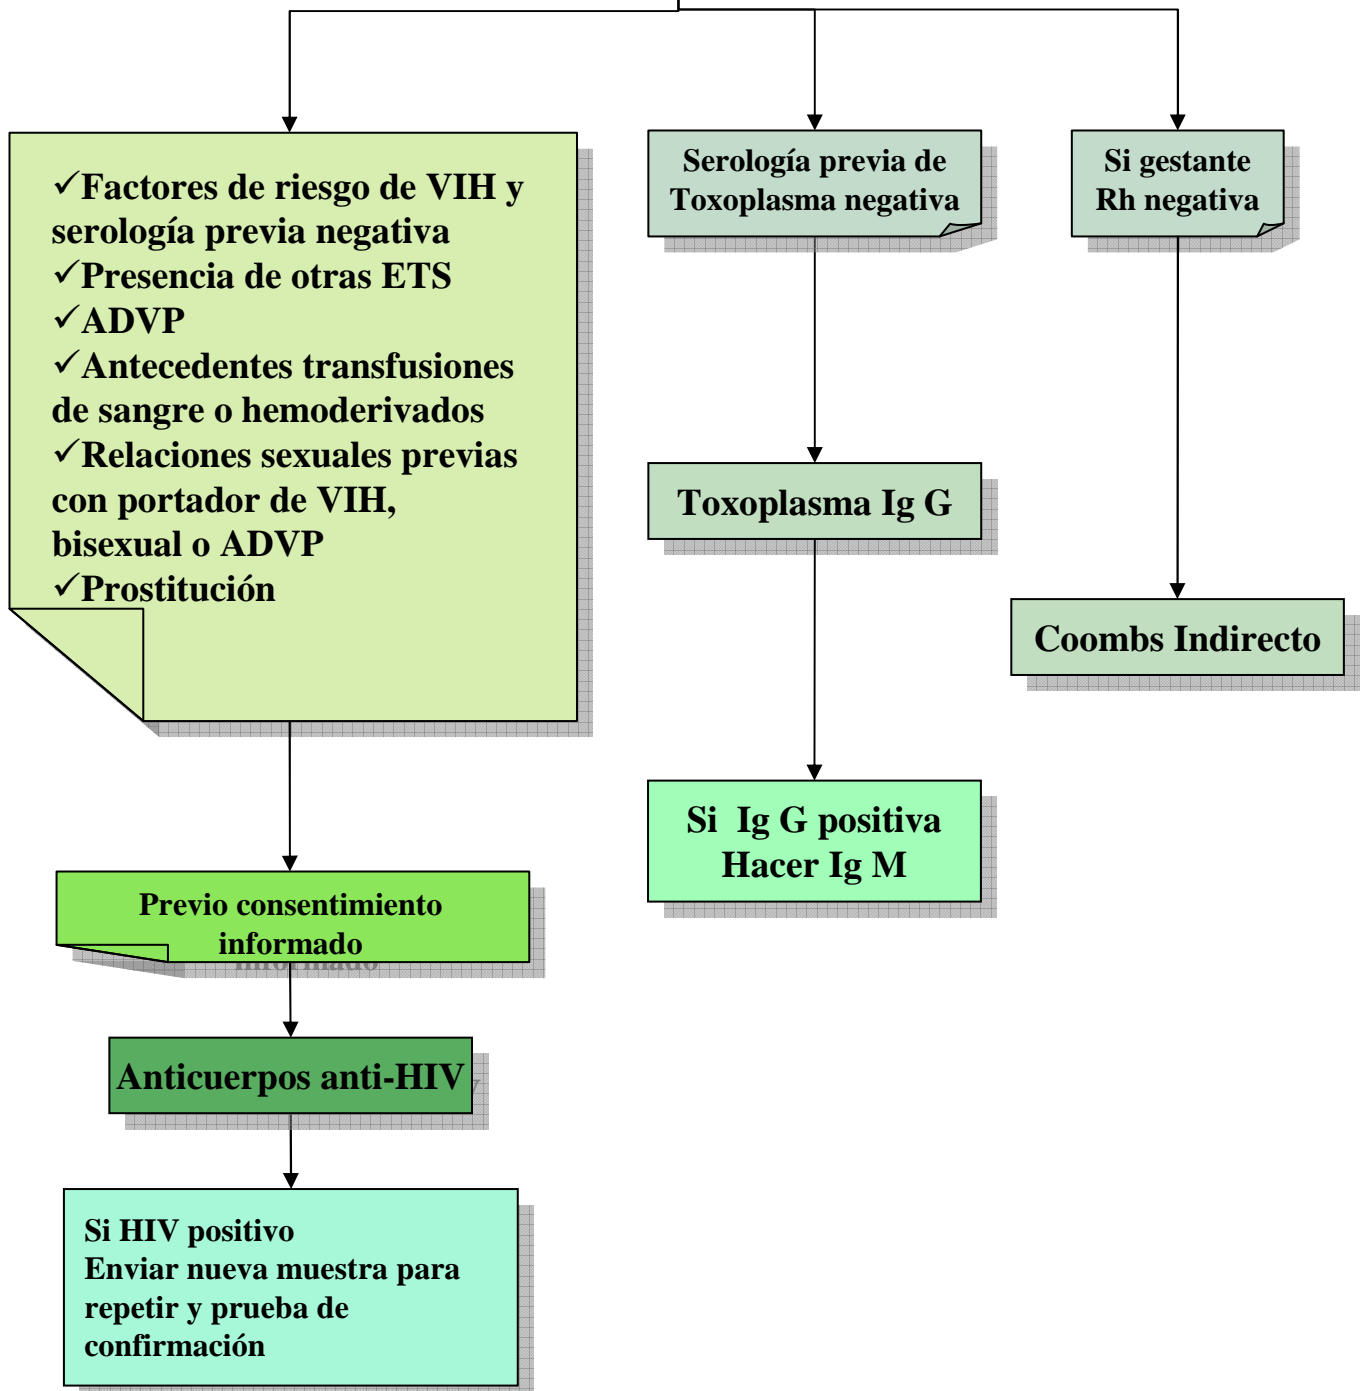 ✓Factores de riesgo de VIH y
serología previa negativa
✓Presencia de otras ETS
✓ADVP
✓Antecedentes transfusiones
de sangre o hemoderivados
✓Relaciones sexuales previas
con portador de VIH,
bisexual o ADVP
✓Prostitución
Previo consentimiento
informado
Anticuerpos anti-HIV
Si HIV positivo
Enviar nueva muestra para
repetir y prueba de
confirmación
Serología previa de
Toxoplasma negativa
Toxoplasma Ig G
Si Ig G positiva
Hacer Ig M
Si gestante
Rh negativa
Coombs Indirecto